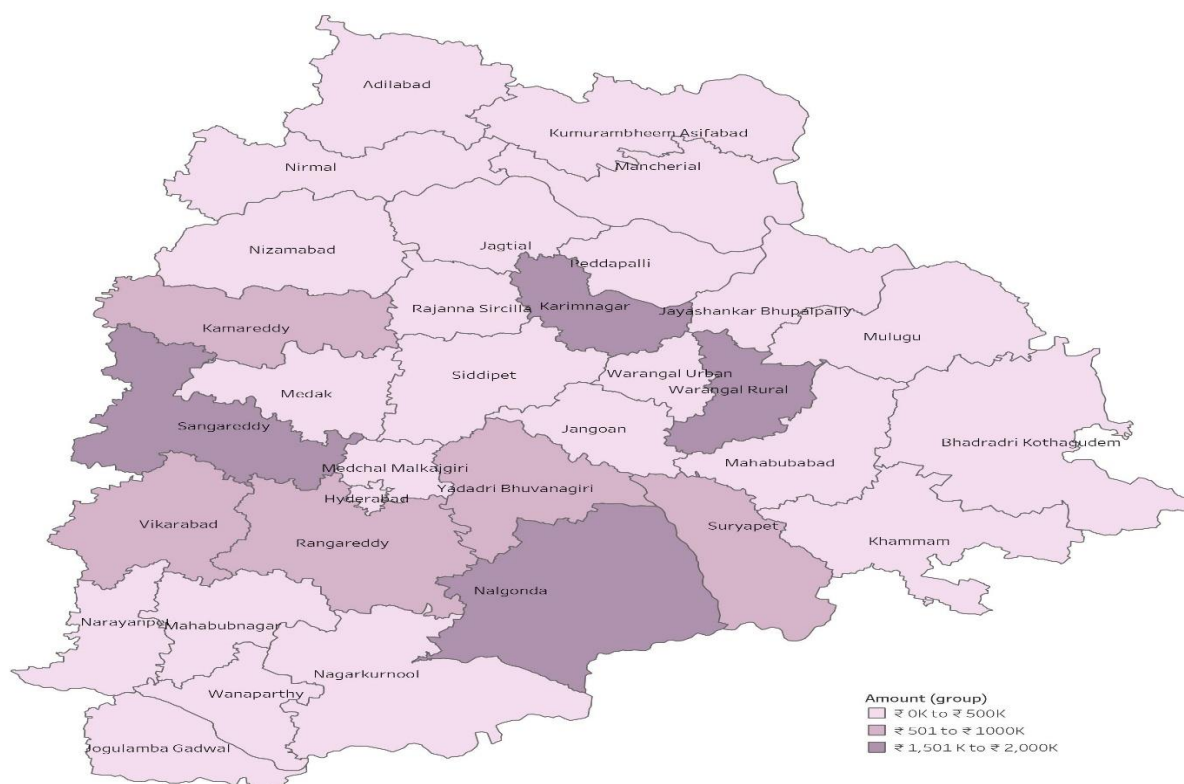 Adilabad
Kumurambheem Asifabad
Nirmal
Mancherial
Nizamabad
Jagtial
Peddapalli
Rajanna Sircilla
Karimnagar
Jayashankar Bhupalpally
Kamareddy
Mulugu
Siddipet
Warangal Urban
Medak
Warangal Rural
Sangareddy
Jangoan
Bhadradri Kothagudem
Mahabubabad
Medchal Malkajgiri
Yadadri Bhuvanagiri
Hyderabad
Vikarabad
Suryapet
Rangareddy
Khammam
Nalgonda
Narayanpet
Mahabubnagar
Nagarkurnool
Wanaparthy
Jogulamba Gadwal
Amount (group)
₹ 0K to ₹ 500K
₹ 501 to ₹ 1000K
₹ 1,501 K to ₹ 2,000K